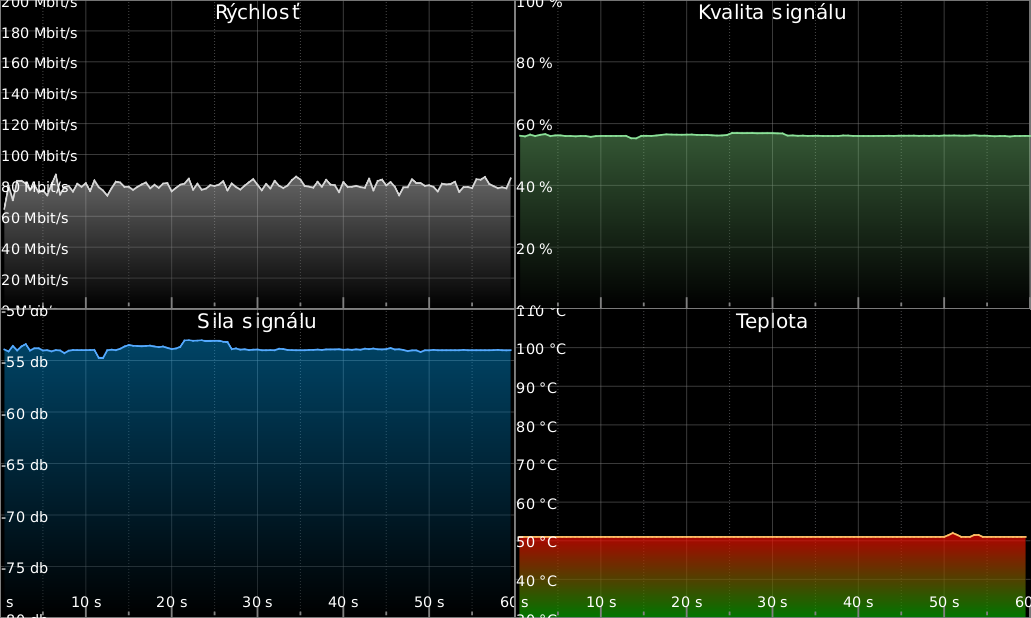 Rýchlosť
200 Mbit/s
180 Mbit/s
160 Mbit/s
140 Mbit/s
120 Mbit/s
100 Mbit/s
80 Mbit/s
60 Mbit/s
40 Mbit/s
20 Mbit/s
Kvalita signálu
100 %
80 %
60 %
40 %
20 %
Sila signálu
-50 db
-55 db
-60 db
-65 db
-70 db
-75 db
-80 db
s
10 s
20 s
30 s
40 s
50 s
60 s
Teplota
110 °C
100 °C
90 °C
80 °C
70 °C
60 °C
50 °C
40 °C
30 °C
10 s
20 s
30 s
40 s
50 s
60